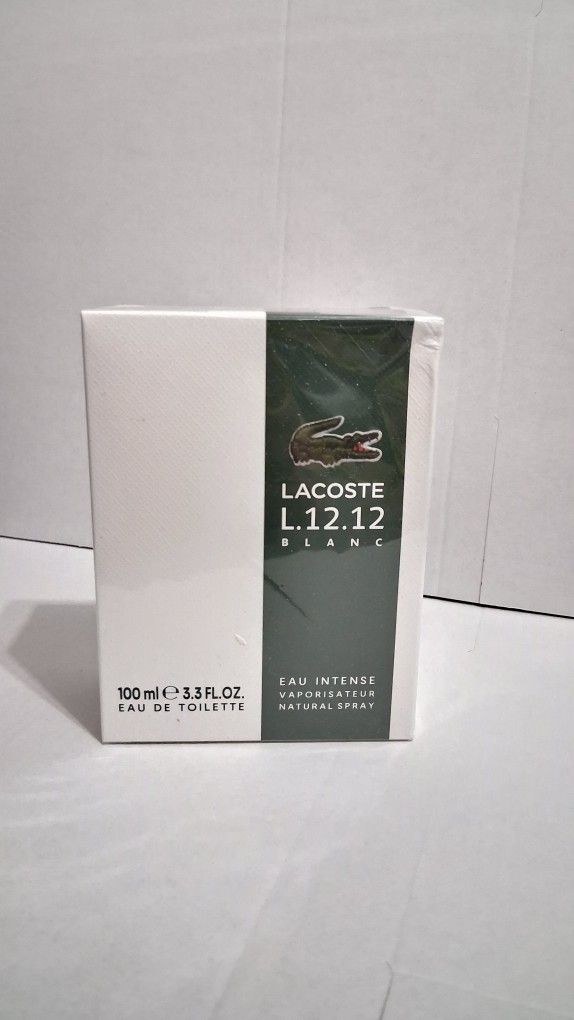 LACOSTE
L.12.12
BLANC
EAU INTENSE
VAPORISATEUR
NATURAL SPRAY
100 ml ℮ 3.3 FL.OZ.
EAU DE TOILETTE